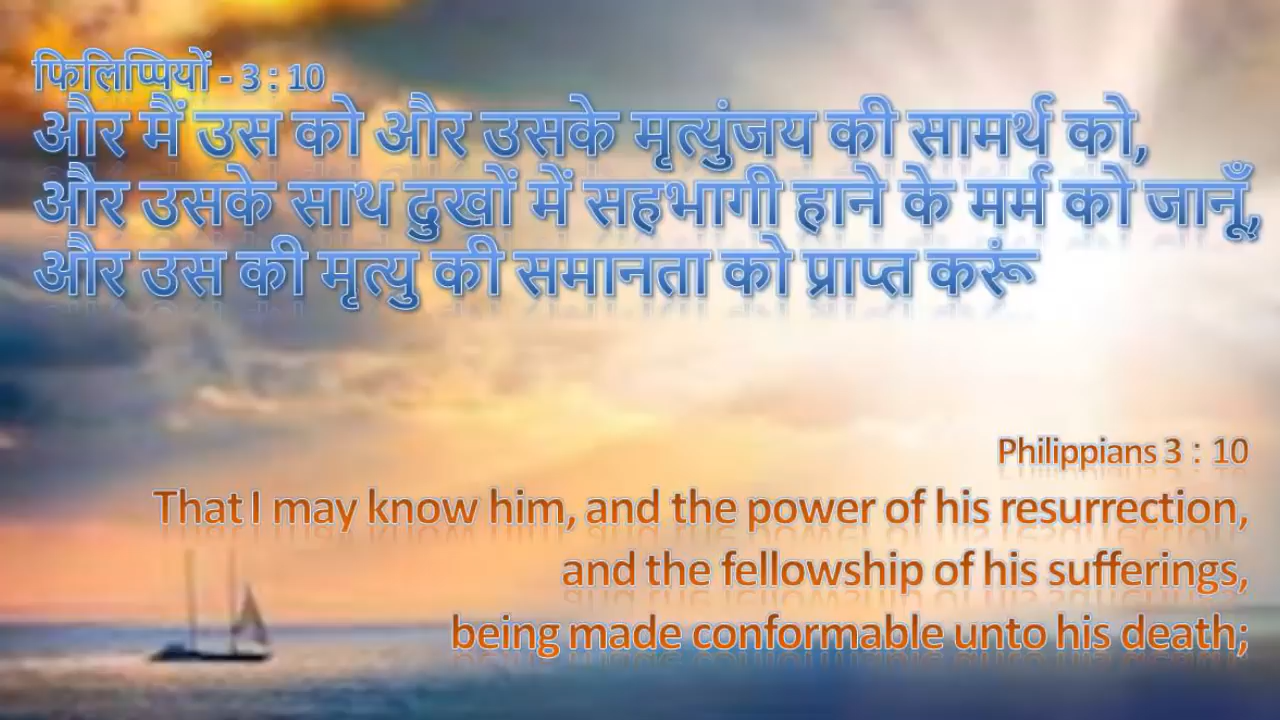 फिलिप्पियों - 3 : 10
और मैं उस को और उसके मृत्युंजय की सामर्थ को,
और उसके साथ दुखों में सहभागी हाने के मर्म को जानूँ,
और उस की मृत्यु की समानता को प्राप्त करूं
Philippians 3 : 10
That I may know him, and the power of his resurrection,
and the fellowship of his sufferings,
being made conformable unto his death;